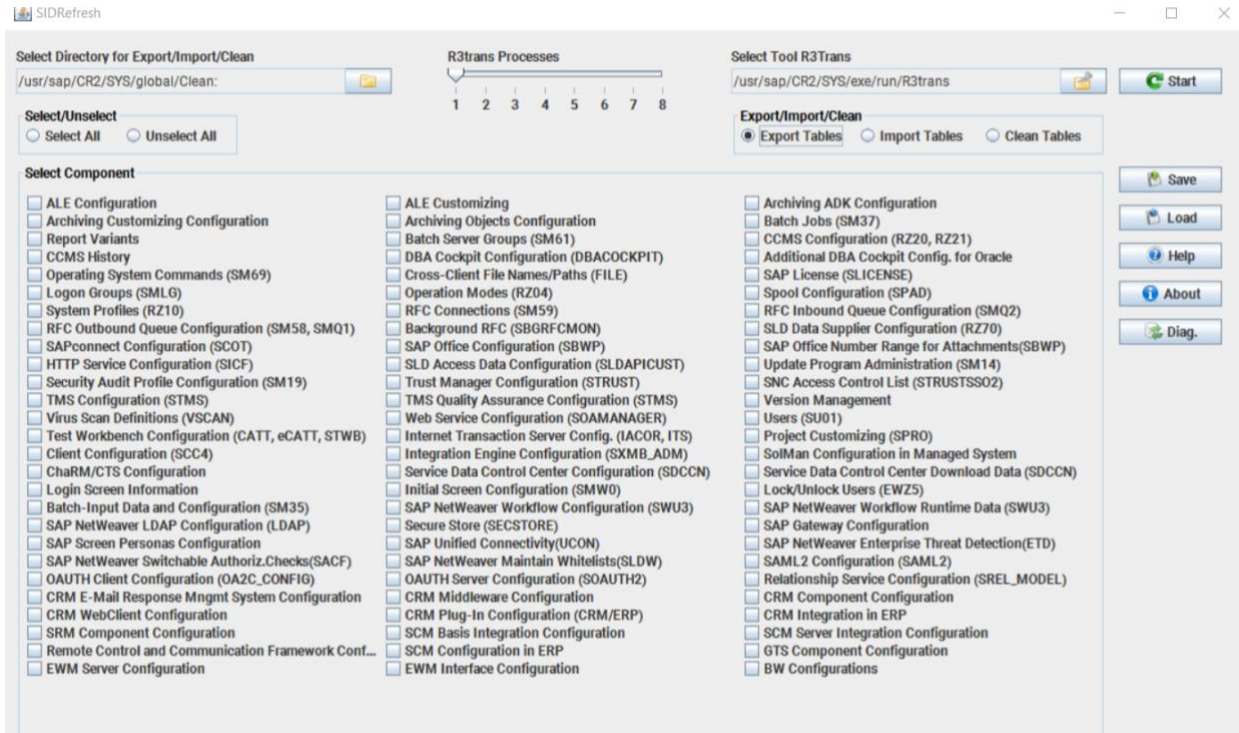 SIDRefresh
Select Directory for Export/Import/Clean R3trans Processes Select Tool R3Trans
/usr/sap/CR2/SYS/global/Clean: /usr/sap/CR2/SYS/exe/run/R3trans Start
1 2 3 4 5 6 7 8
Select/Unselect Export/Import/Clean
Select All Unselect All Export Tables Import Tables Clean Tables
Select Component
Save
ALE Configuration ALE Customizing Archiving ADK Configuration
Archiving Customizing Configuration Archiving Objects Configuration Batch Jobs (SM37) Load
Report Variants Batch Server Groups (SM61) CCMS Configuration (RZ20, RZ21)
CCMS History DBA Cockpit Configuration (DBACOCKPIT) Additional DBA Cockpit Config. for Oracle Help
Operating System Commands (SM69) Cross-Client File Names/Paths (FILE) SAP License (SLICENSE)
Logon Groups (SMLG) Operation Modes (RZ04) Spool Configuration (SPAD) About
System Profiles (RZ10) RFC Connections (SM59) RFC Inbound Queue Configuration (SMQ2)
RFC Outbound Queue Configuration (SM58, SMQ1) Background RFC (SBGRFCMON) SLD Data Supplier Configuration (RZ70) Diag.
SAPconnect Configuration (SCOT) SAP Office Configuration (SBWP) SAP Office Number Range for Attachments(SBWP)
HTTP Service Configuration (SICF) SLD Access Data Configuration (SLDAPICUST) Update Program Administration (SM14)
Security Audit Profile Configuration (SM19) Trust Manager Configuration (STRUST) SNC Access Control List (STRUSTSSO2)
TMS Configuration (STMS) TMS Quality Assurance Configuration (STMS) Version Management
Virus Scan Definitions (VSCAN) Web Service Configuration (SOAMANAGER) Users (SU01)
Test Workbench Configuration (CATT, eCATT, STWB) Internet Transaction Server Config. (IACOR, ITS) Project Customizing (SPRO)
Client Configuration (SCC4) Integration Engine Configuration (SXMB_ADM) SolMan Configuration in Managed System
ChaRM/CTS Configuration Service Data Control Center Configuration (SDCCN) Service Data Control Center Download Data (SDCCN)
Login Screen Information Initial Screen Configuration (SMW0) Lock/Unlock Users (EWZ5)
Batch-Input Data and Configuration (SM35) SAP NetWeaver Workflow Configuration (SWU3) SAP NetWeaver Workflow Runtime Data (SWU3)
SAP NetWeaver LDAP Configuration (LDAP) Secure Store (SECSTORE) SAP Gateway Configuration
SAP Screen Personas Configuration SAP Unified Connectivity(UCON) SAP NetWeaver Enterprise Threat Detection(ETD)
SAP NetWeaver Switchable Authoriz.Checks(SACF) SAP NetWeaver Maintain Whitelists(SLDW) SAML2 Configuration (SAML2)
OAUTH Client Configuration (OA2C_CONFIG) OAUTH Server Configuration (SOAUTH2) Relationship Service Configuration (SREL_MODEL)
CRM E-Mail Response Mngmt System Configuration CRM Middleware Configuration CRM Component Configuration
CRM WebClient Configuration CRM Plug-In Configuration (CRM/ERP) CRM Integration in ERP
SRM Component Configuration SCM Basis Integration Configuration SCM Server Integration Configuration
Remote Control and Communication Framework Conf... SCM Configuration in ERP GTS Component Configuration
EWM Server Configuration EWM Interface Configuration BW Configurations